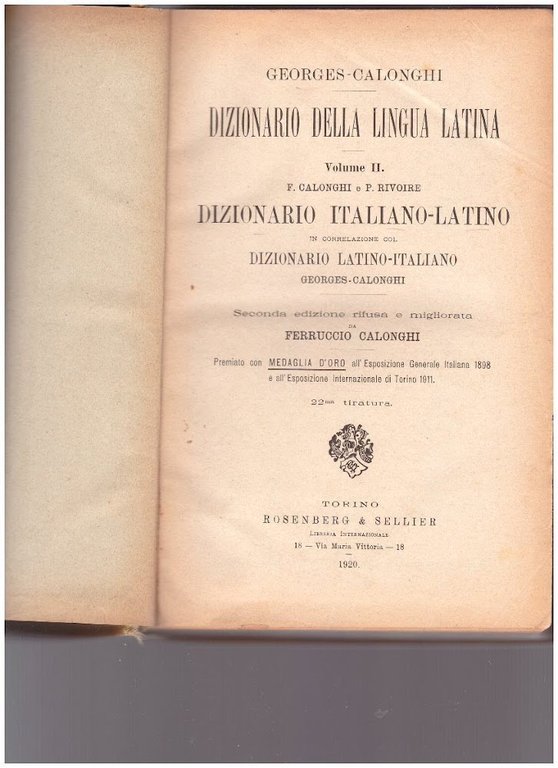 GEORGES-CALONGHI
DIZIONARIO DELLA LINGUA LATINA
Volume II.
F. CALONGHI e P. RIVOIRE
DIZIONARIO ITALIANO-LATINO
IN CORRELAZIONE COL
DIZIONARIO LATINO-ITALIANO
GEORGES-CALONGHI
Seconda edizione rifusa e migliorata
DA
FERRUCCIO CALONGHI
Premiato con MEDAGLIA D'ORO all'Esposizione Generale Italiana 1898
e all'Esposizione Internazionale di Torino 1911.
22ma tiratura.
TORINO
ROSENBERG & SELLIER
LIBRERIA INTERNAZIONALE
18 — Via Maria Vittoria — 18
1920.